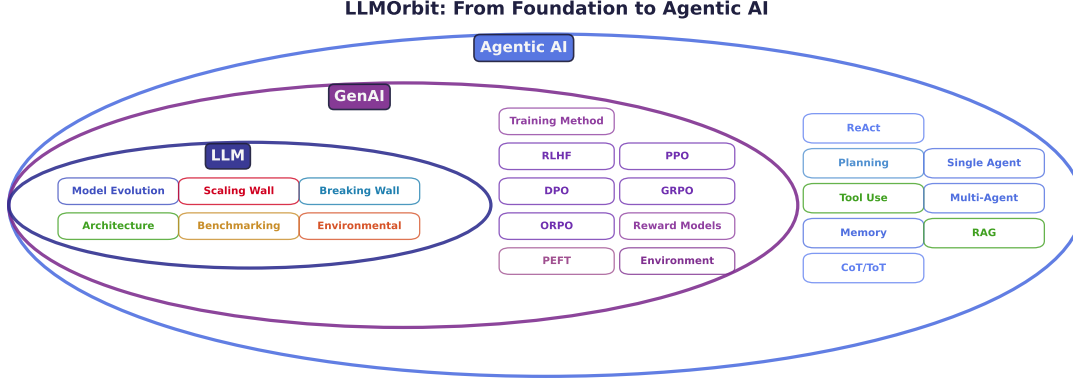 LLMOrbit: From Foundation to Agentic AI
Agentic AI
GenAI
LLM
Model Evolution
Scaling Wall
Breaking Wall
Architecture
Benchmarking
Environmental
Training Method
RLHF
PPO
DPO
GRPO
ORPO
Reward Models
PEFT
Environment
ReAct
Planning
Single Agent
Tool Use
Multi-Agent
Memory
RAG
CoT/ToT